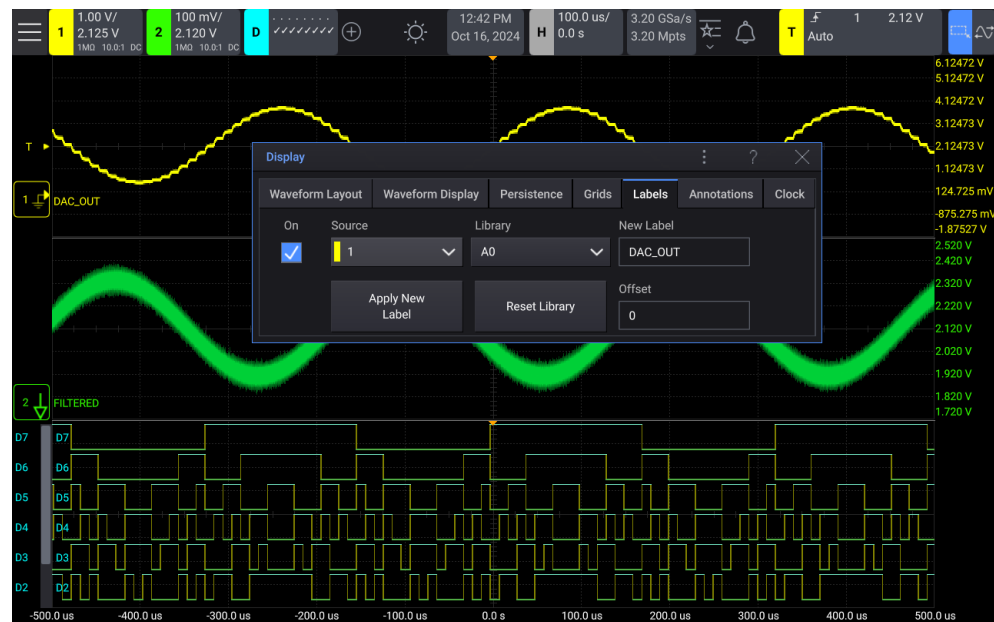 1 1.00 V/ 2.125 V 1MΩ 10.0:1 DC
2 100 mV/ 2.120 V 1MΩ 10.0:1 DC
D
12:42 PM
Oct 16, 2024
H 100.0 us/ 0.0 s
3.20 GSa/s
3.20 Mpts
T Auto 1 2.12 V
6.12472 V
5.12472 V
4.12472 V
3.12473 V
T 2.12473 V
1.12473 V
1 DAC_OUT 124.725 mV
-875.275 mV
-1.87527 V
Display ?
Waveform Layout Waveform Display Persistence Grids Labels Annotations Clock
On Source Library New Label
1 A0 DAC_OUT
Apply New Label Reset Library Offset
0
2.520 V
2.420 V
2.320 V
2.220 V
2.120 V
2.020 V
1.920 V
1.820 V
2 FILTERED
1.720 V
D7 D7
D6 D6
D5 D5
D4 D4
D3 D3
D2 D2
-500.0 us -400.0 us -300.0 us -200.0 us -100.0 us 0.0 s 100.0 us 200.0 us 300.0 us 400.0 us 500.0 us